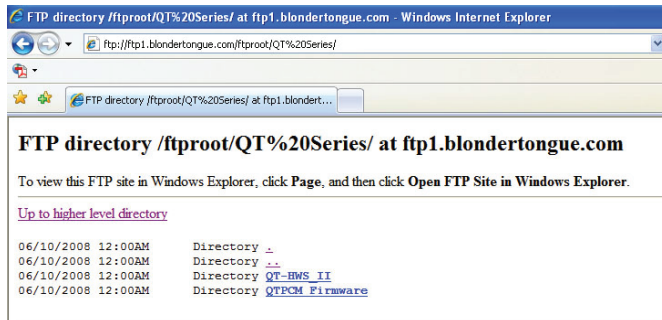 FTP directory /ftproot/QT%20Series/ at ftp1.blondertongue.com - Windows Internet Explorer
ftp://ftp1.blondertongue.com/ftproot/QT%20Series/
FTP directory /ftproot/QT%20Series/ at ftp1.blondert...
FTP directory /ftproot/QT%20Series/ at ftp1.blondertongue.com
To view this FTP site in Windows Explorer, click Page, and then click Open FTP Site in Windows Explorer.
Up to higher level directory
06/10/2008 12:00AM Directory .
06/10/2008 12:00AM Directory ..
06/10/2008 12:00AM Directory QT-HWS_II
06/10/2008 12:00AM Directory QTPCM Firmware